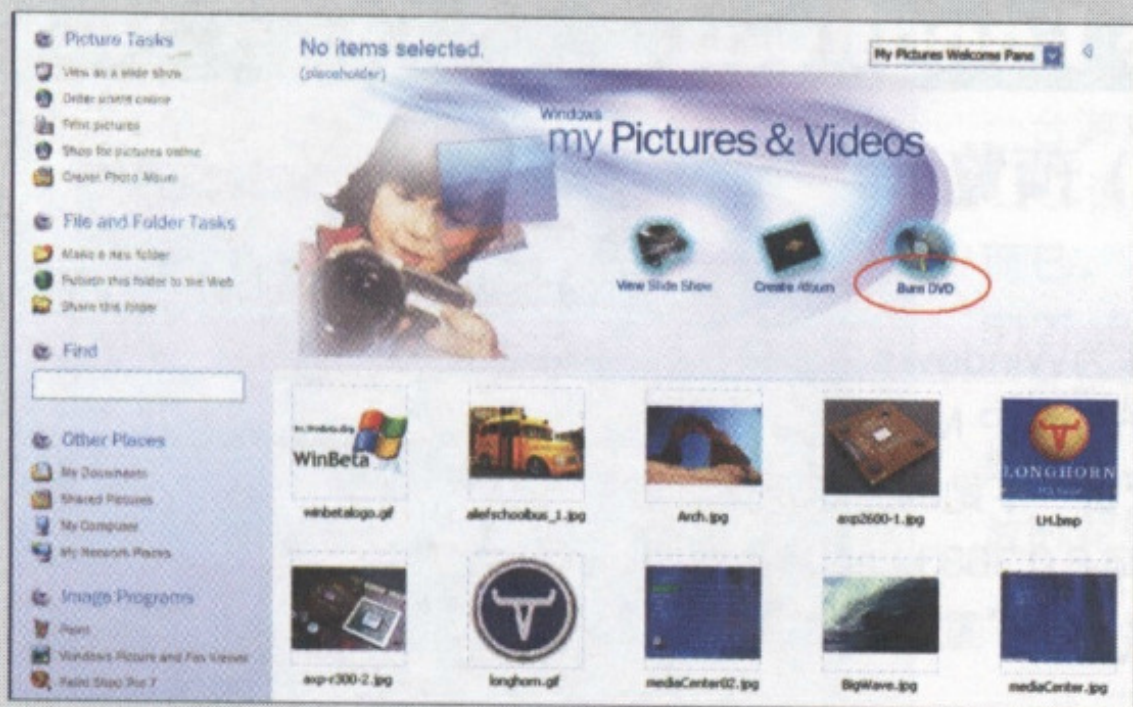 Picture Tasks
View as a slide show
Order prints online
Print pictures
Shop for pictures online
Create Photo Album
File and Folder Tasks
Make a new folder
Publish this folder to the Web
Share this folder
Find
Other Places
My Documents
Shared Pictures
My Computer
My Network Places
Image Programs
Paint
Windows Picture and Fax Viewer
Paint Shop Pro 7
No items selected.
(placeholder)
My Pictures Welcome Pane
Windows
my Pictures & Videos
View Slide Show
Create Album
Burn DVD
WinBeta
LONGHORN
winbetalogo.gif
aliefschoolbus_1.jpg
Arch.jpg
axp2600-1.jpg
LH.bmp
axp-r300-2.jpg
longhorn.gif
mediaCenter02.jpg
BigWave.jpg
mediaCenter.jpg